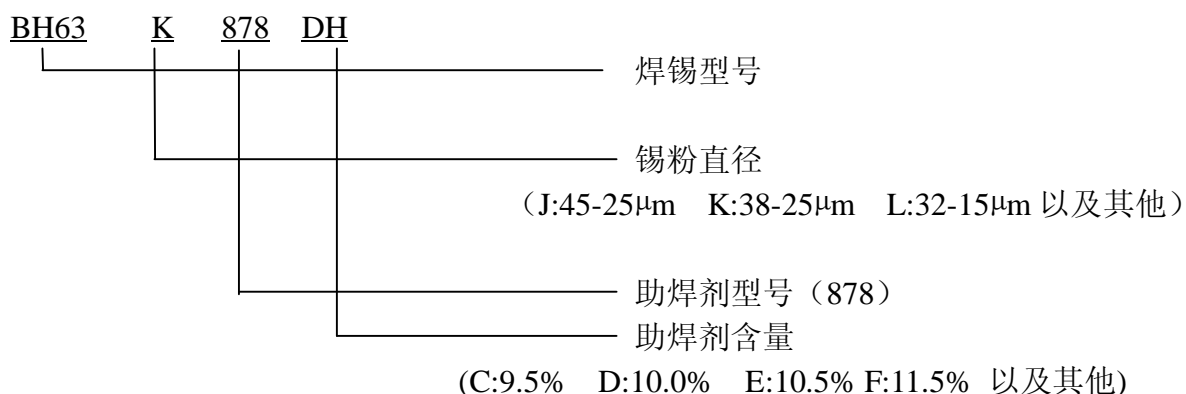 BH63 K 878 DH
焊锡型号
锡粉直径
（J:45-25μm K:38-25μm L:32-15μm 以及其他）
助焊剂型号（878）
助焊剂含量
(C:9.5% D:10.0% E:10.5% F:11.5% 以及其他)